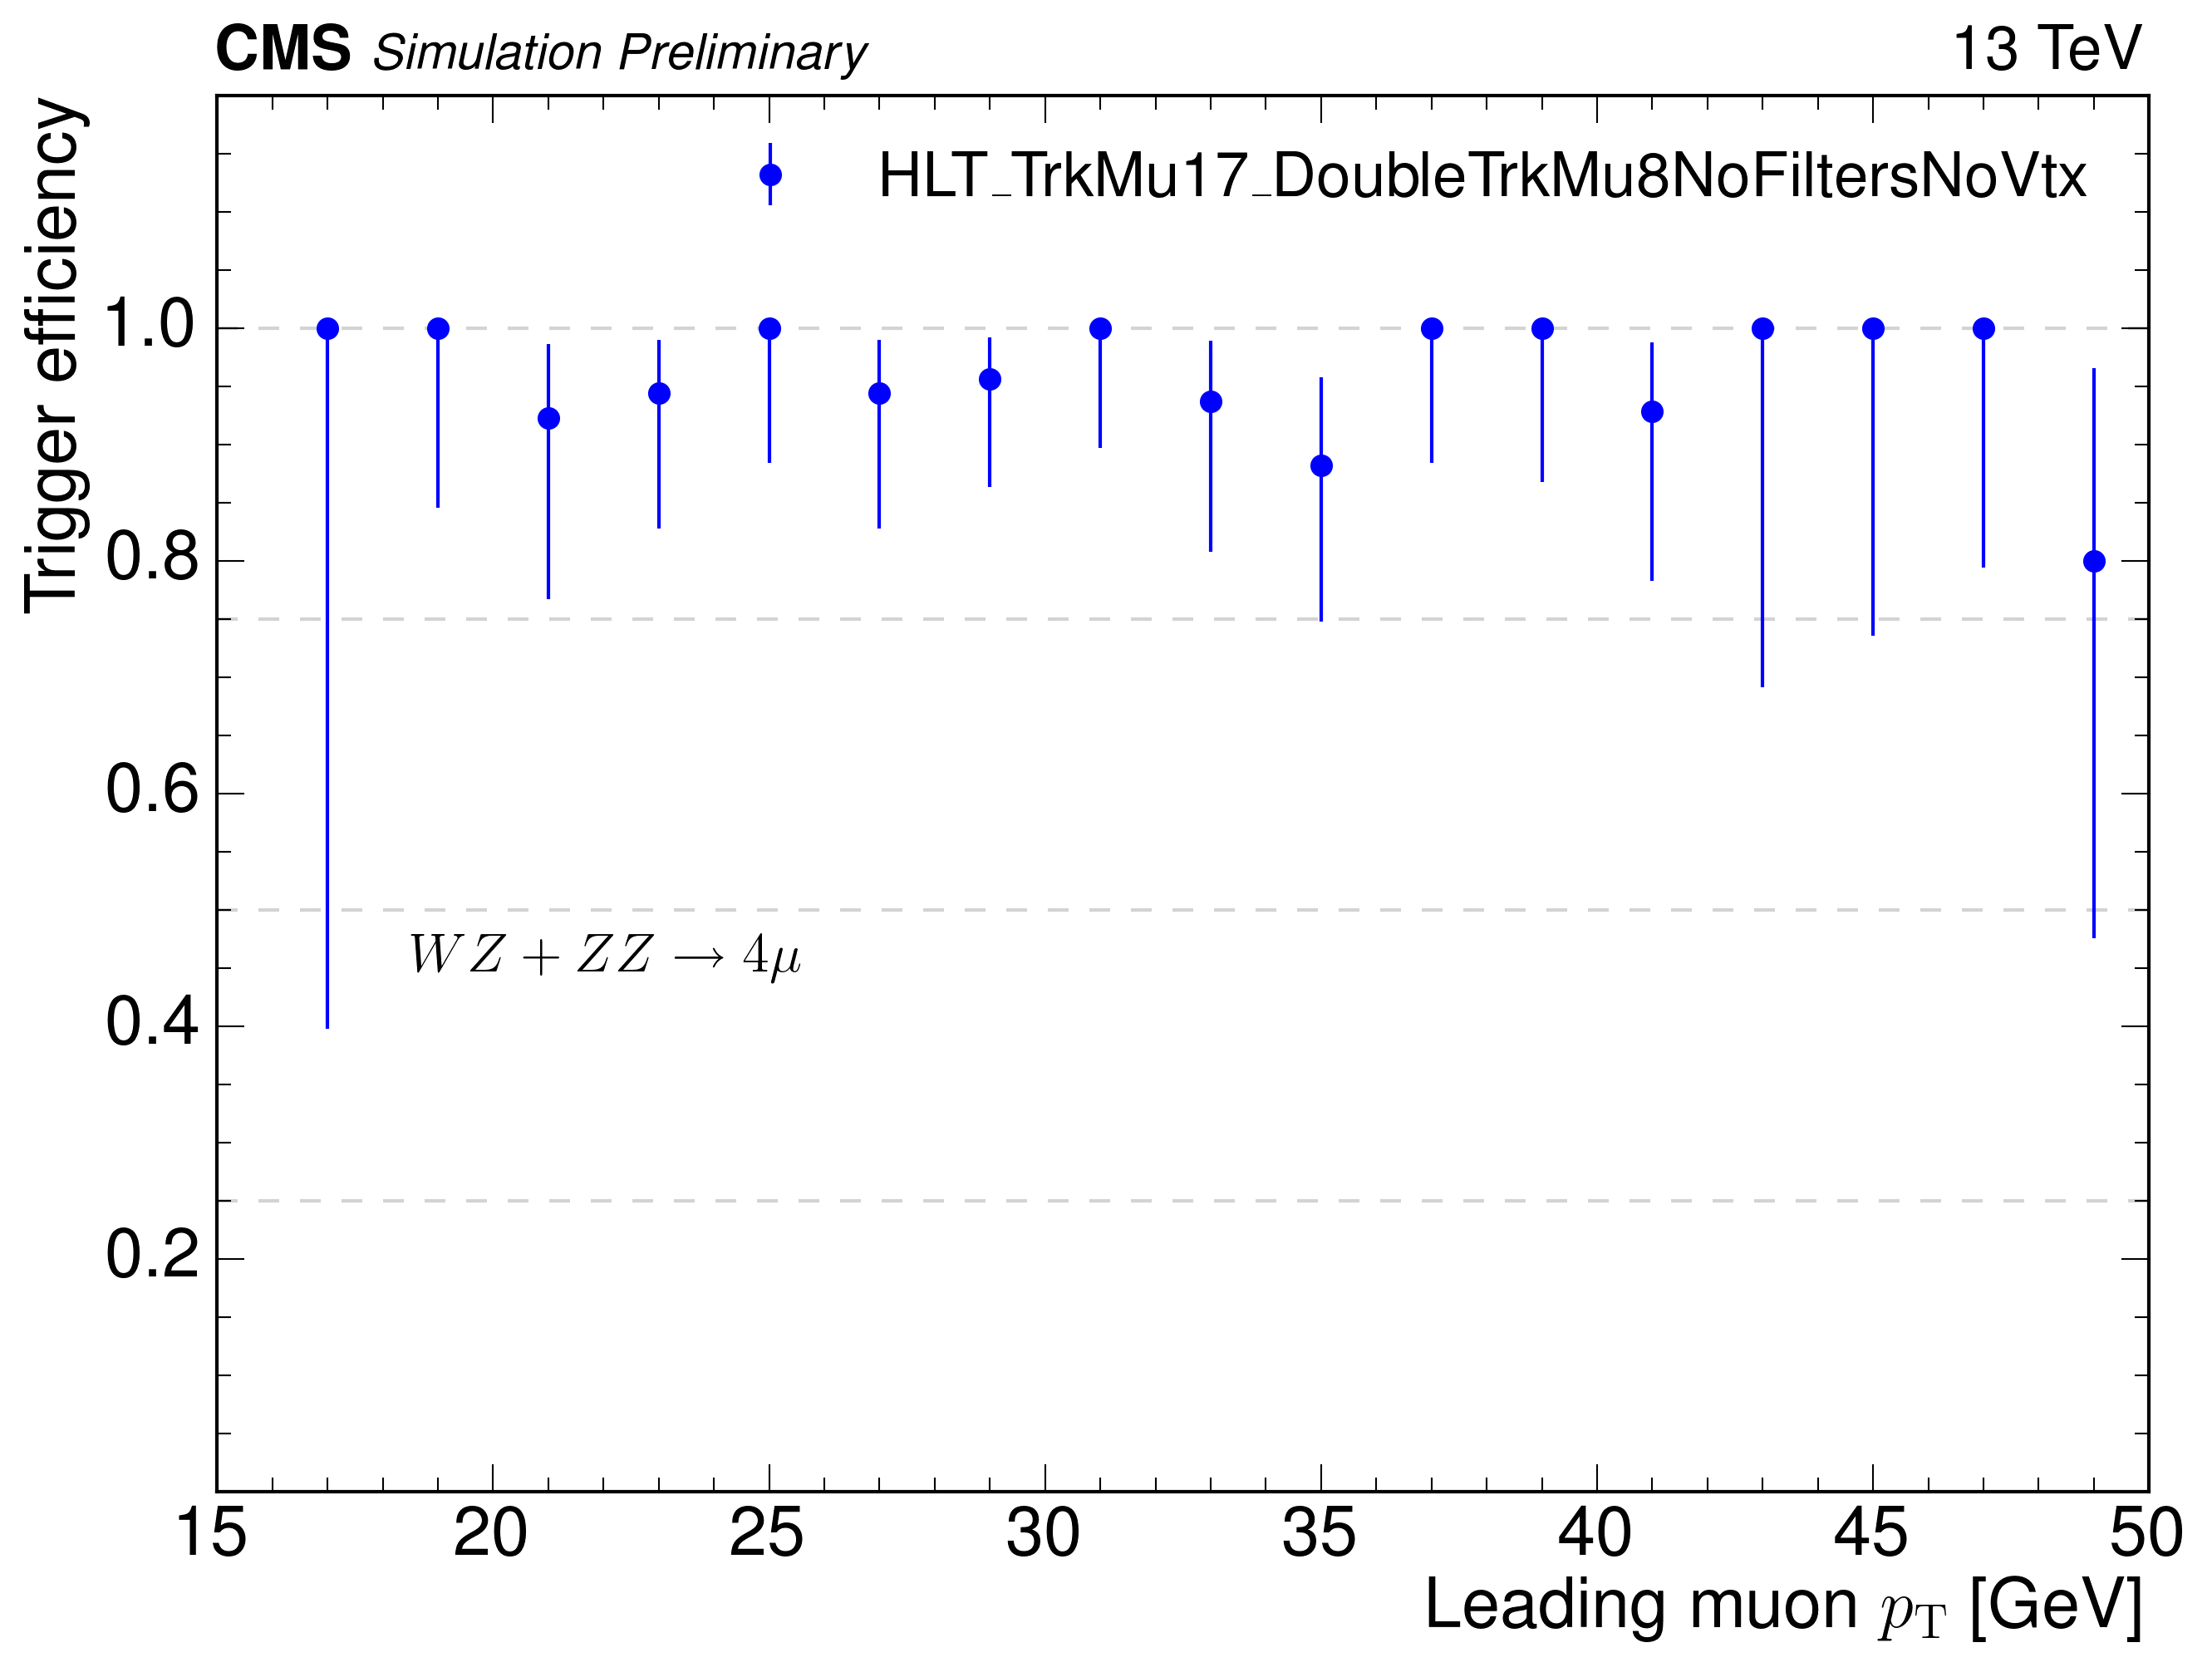 CMS Simulation Preliminary 13 TeV
HLT_TrkMu17_DoubleTrkMu8NoFiltersNoVtx
Trigger efficiency
1.0
0.8
0.6
0.4
0.2
WZ + ZZ → 4μ
15 20 25 30 35 40 45 50
Leading muon pT [GeV]